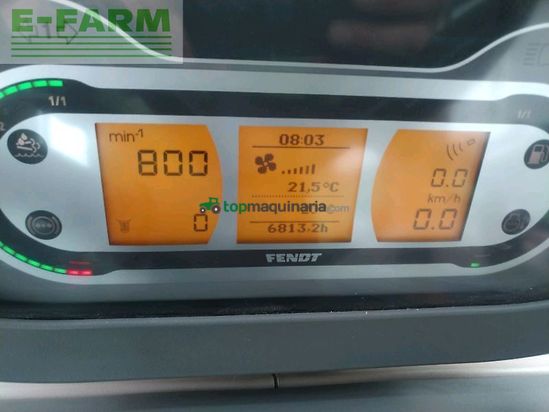 E-FARM
1/1
1/1
min-1
800
0
08:03
21,5°C
topmaquinaria.com
6813.2h
0.0
km/h
0.0
FENDT